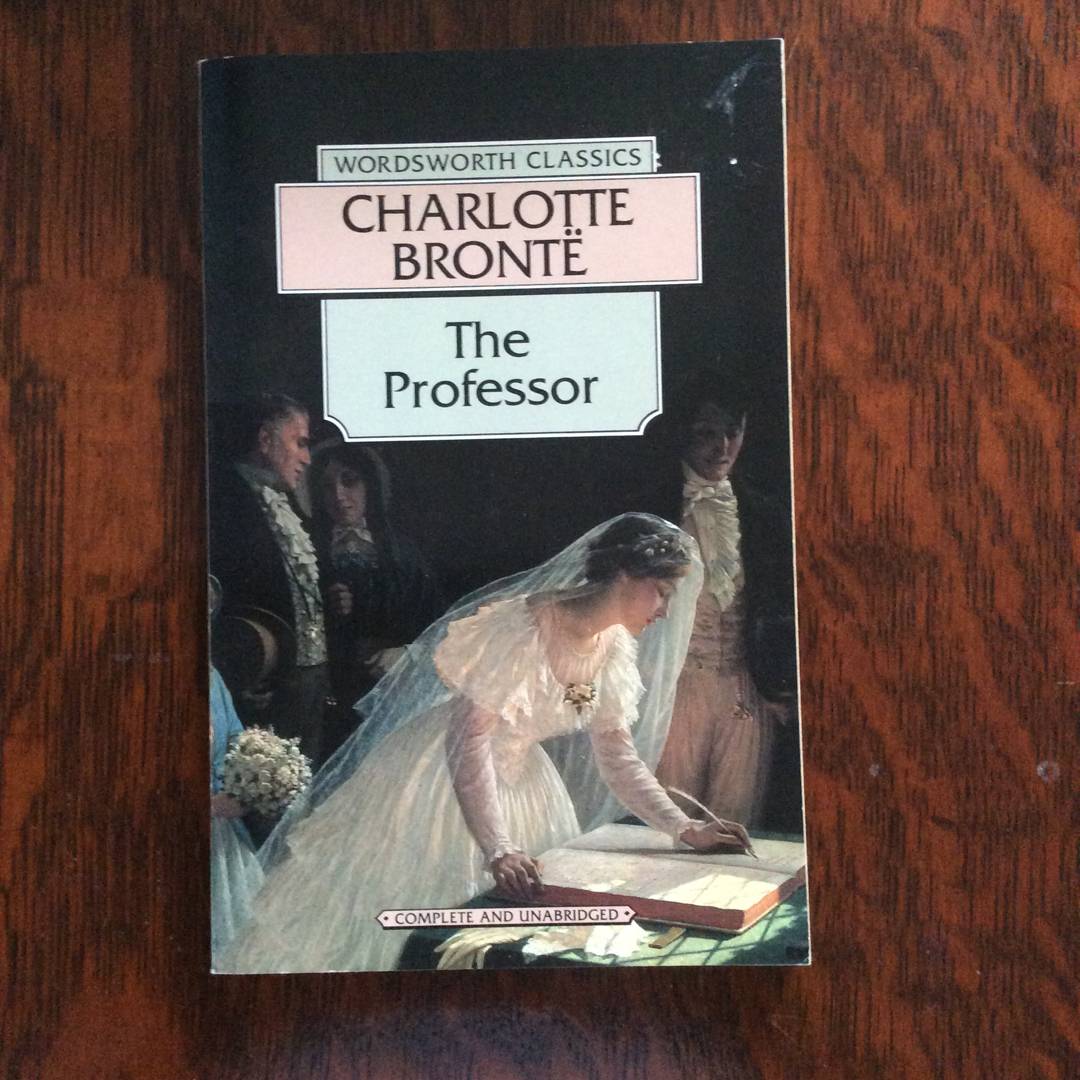 WORDSWORTH CLASSICS
CHARLOTTE
BRONTË
The
Professor
COMPLETE AND UNABRIDGED